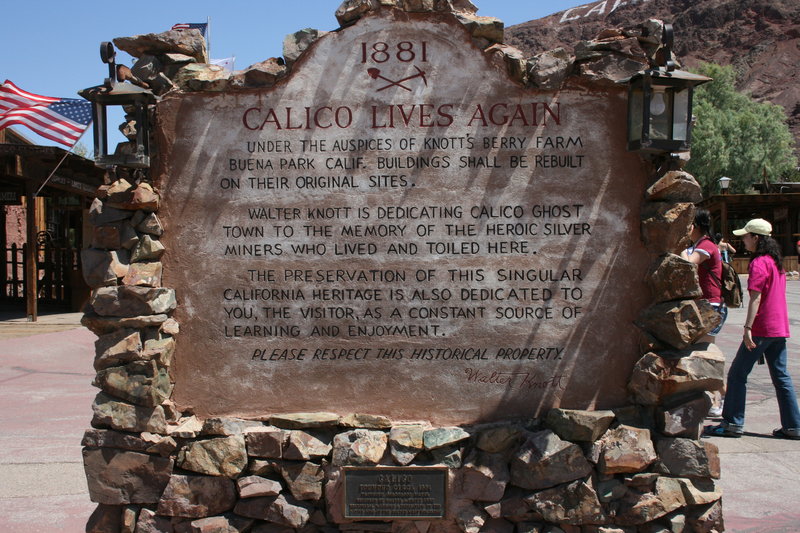 1881
CALICO LIVES AGAIN
UNDER THE AUSPICES OF KNOTT'S BERRY FARM
BUENA PARK CALIF. BUILDINGS SHALL BE REBUILT
ON THEIR ORIGINAL SITES.
WALTER KNOTT IS DEDICATING CALICO GHOST
TOWN TO THE MEMORY OF THE HEROIC SILVER
MINERS WHO LIVED AND TOILED HERE.
THE PRESERVATION OF THIS SINGULAR
CALIFORNIA HERITAGE IS ALSO DEDICATED TO
YOU, THE VISITOR, AS A CONSTANT SOURCE OF
LEARNING AND ENJOYMENT.
PLEASE RESPECT THIS HISTORICAL PROPERTY.
Walter Knott
CALICO